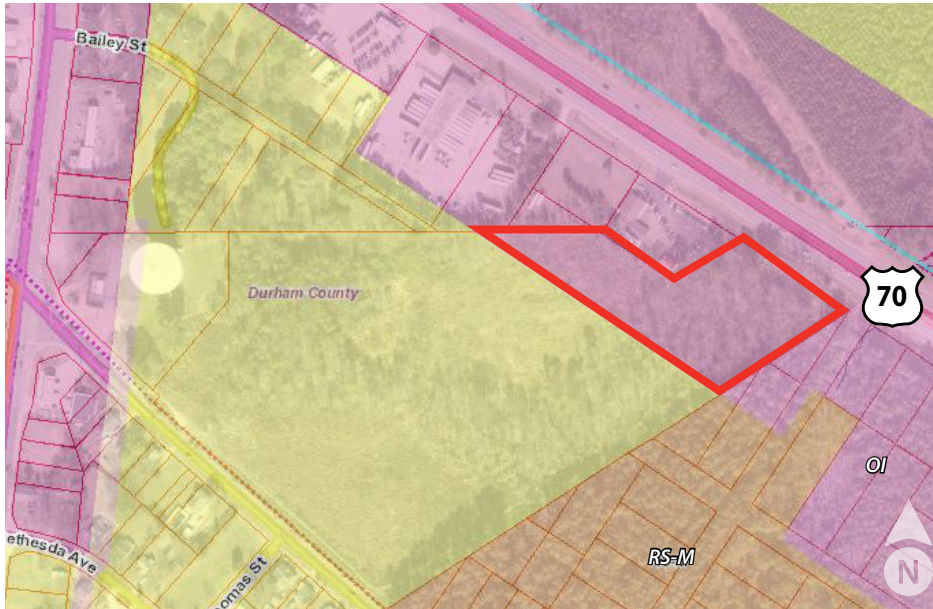 Bailey St
Durham County
70
OI
RS-M
ethesda Ave
omas St
N